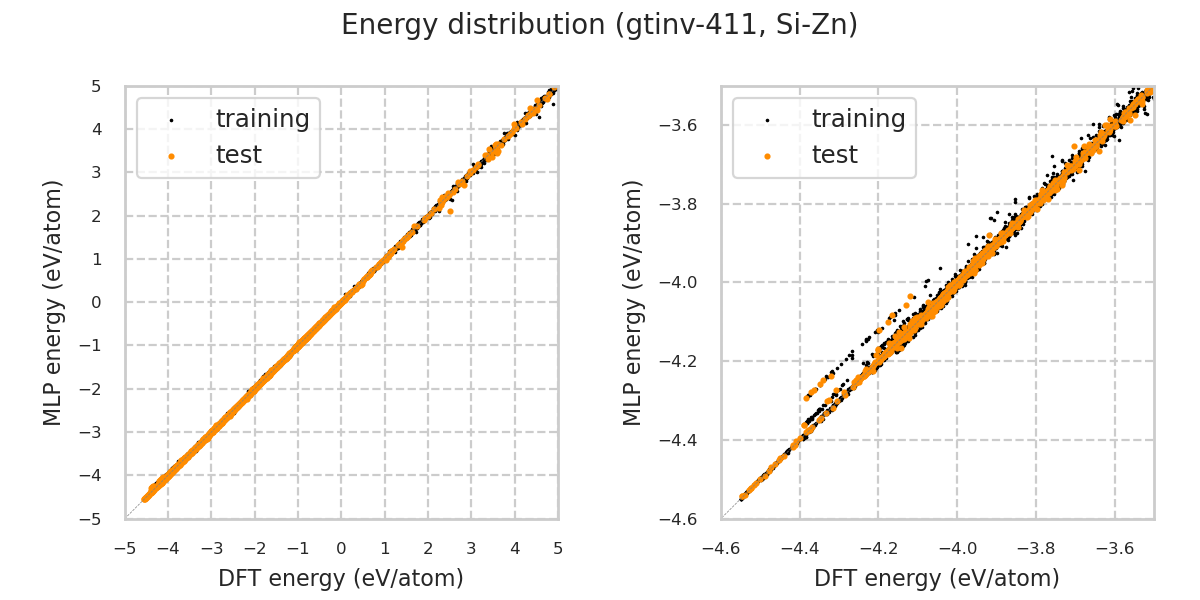 Energy distribution (gtinv-411, Si-Zn)
MLP energy (eV/atom)
5
4
3
2
1
0
−1
−2
−3
−4
−5
training
test
−5 −4 −3 −2 −1 0 1 2 3 4 5
DFT energy (eV/atom)
MLP energy (eV/atom)
−3.6
−3.8
−4.0
−4.2
−4.4
−4.6
training
test
−4.6 −4.4 −4.2 −4.0 −3.8 −3.6
DFT energy (eV/atom)